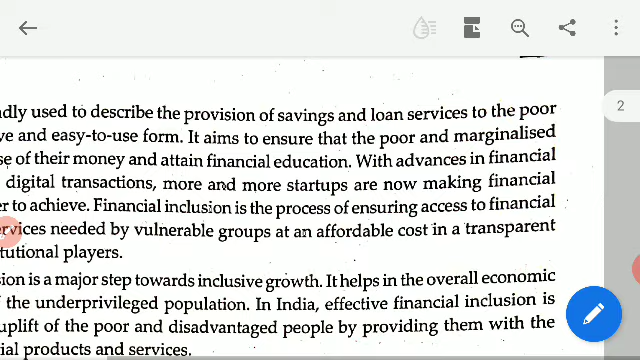 2
dly used to describe the provision of savings and loan services to the poor
ve and easy-to-use form. It aims to ensure that the poor and marginalised
se of their money and attain financial education. With advances in financial
digital transactions, more and more startups are now making financial
er to achieve. Financial inclusion is the process of ensuring access to financial
rvices needed by vulnerable groups at an affordable cost in a transparent
tutional players.
sion is a major step towards inclusive growth. It helps in the overall economic
the underprivileged population. In India, effective financial inclusion is
uplift of the poor and disadvantaged people by providing them with the
ial products and services.